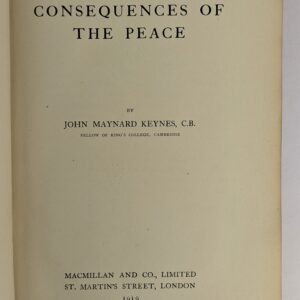 CONSEQUENCES OF
THE PEACE
BY
JOHN MAYNARD KEYNES, C.B.
FELLOW OF KING'S COLLEGE, CAMBRIDGE
MACMILLAN AND CO., LIMITED
ST. MARTIN'S STREET, LONDON
1919